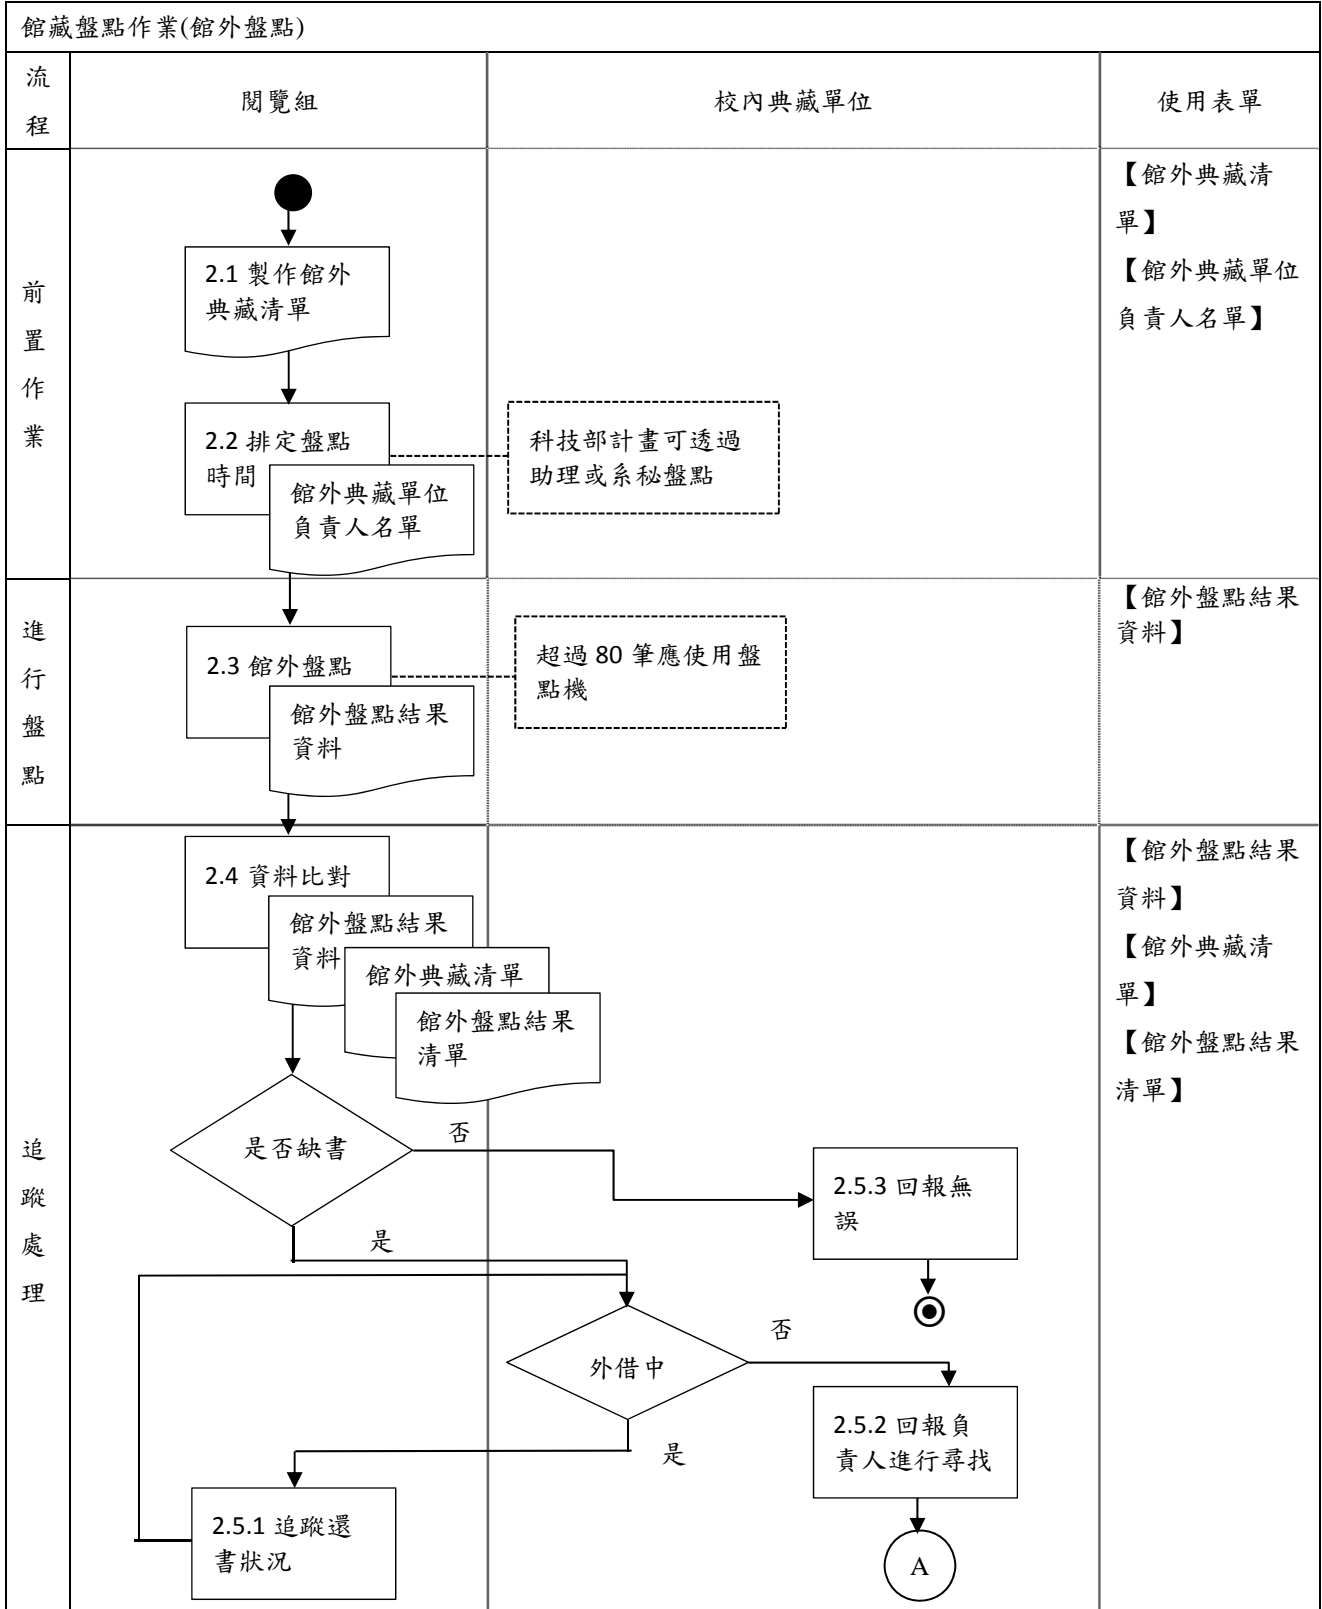 館藏盤點作業(館外盤點)
流
程
閱覽組
校內典藏單位
使用表單
前
置
作
業
2.1 製作館外
典藏清單
2.2 排定盤點
時間
館外典藏單位
負責人名單
科技部計畫可透過
助理或系秘盤點
【館外典藏清
單】
【館外典藏單位
負責人名單】
進
行
盤
點
2.3 館外盤點
館外盤點結果
資料
超過 80 筆應使用盤
點機
【館外盤點結果
資料】
追
蹤
處
理
2.4 資料比對
館外盤點結果
資料
館外典藏清單
館外盤點結果
清單
是否缺書
否
是
2.5.3 回報無
誤
外借中
否
是
2.5.2 回報負
責人進行尋找
2.5.1 追蹤還
書狀況
A
【館外盤點結果
資料】
【館外典藏清
單】
【館外盤點結果
清單】